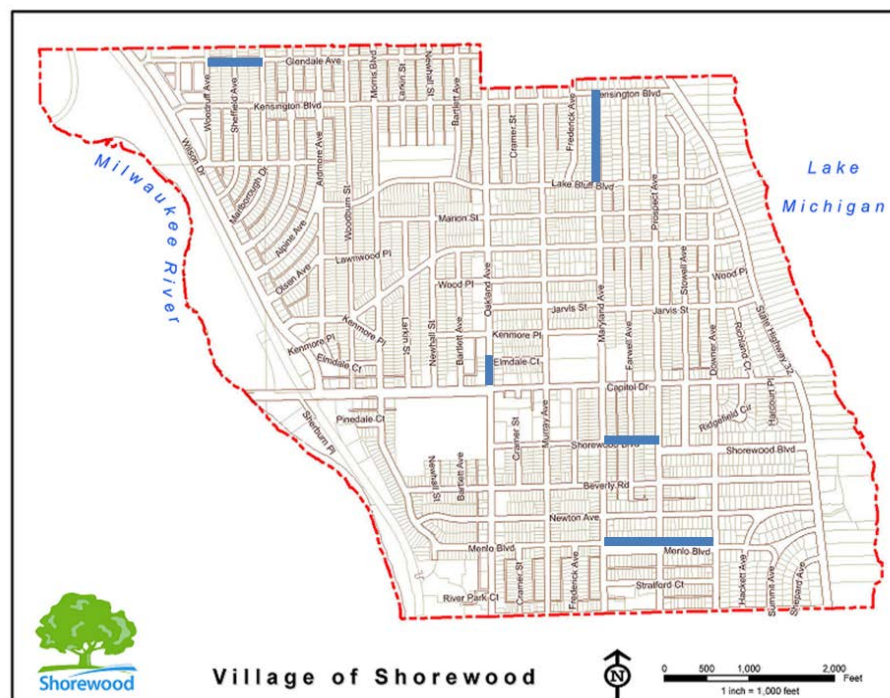 Glendale Ave
Woodruff Ave
Sheffield Ave
Morris Blvd
Larkin St
Newhall St
Bartlett Ave
Kensington Blvd
Kensington Blvd
Wilson Dr
Marlborough Dr
Ardmore Ave
Woodburn St
Cramer St
Frederick Ave
Lake Bluff Blvd
Prospect Ave
Lake
Michigan
Milwaukee River
Alpine Ave
Marion St
Olsen Ave
Lawnwood Pl
Wood Pl
Oakland Ave
Stowell Ave
Wood Pl
Jarvis St
Jarvis St
Maryland Ave
Kenmore Pl
Kenmore Pl
Kenmore Pl
Larkin St
Newhall St
Bartlett Ave
Farwell Ave
Downer Ave
Richland Ct
State Highway 32
Elmdale Ct
Elmdale Ct
Capitol Dr
Harcourt Pl
Sherburn Pl
Pinedale Ct
Cramer St
Murray Ave
Ridgefield Cir
Shorewood Blvd
Shorewood Blvd
Newhall St
Bartlett Ave
Beverly Rd
Newton Ave
Menlo Blvd
Menlo Blvd
Cramer St
Frederick Ave
Stratford Ct
Hackett Ave
Summit Ave
Shepard Ave
River Park Ct
Shorewood
Village of Shorewood
N
0 500 1,000 2,000
Feet
1 inch = 1,000 feet